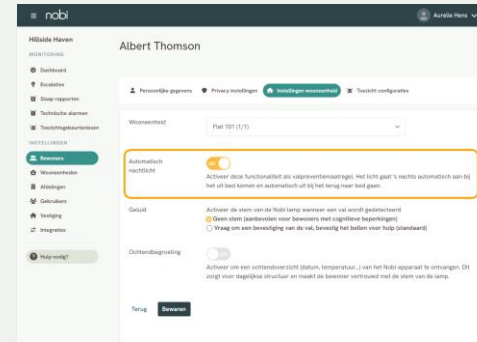 nobi
Aurelie Hens
Hillside Haven
MONITORING
Dashboard
Escalaties
Slaap rapporten
Technische alarmen
Toezichtsgebeurtenissen
INSTELLINGEN
Bewoners
Wooneenheden
Afdelingen
Gebruikers
Vestiging
Integraties
Hulp nodig?
Albert Thomson
Persoonlijke gegevens
Privacy instellingen
Instellingen wooneenheid
Toezicht configuraties
Wooneenheid
Flat 101 (1/1)
Automatisch
nachtlicht
Activeer deze functionaliteit als valpreventiemaatregel. Het licht gaat 's nachts automatisch aan bij
het uit bed komen en automatisch uit bij het terug naar bed gaan.
Geluid
Activeer de stem van de Nobi lamp wanneer een val wordt gedetecteerd
Geen stem (aanbevolen voor bewoners met cognitieve beperkingen)
Vraag om een bevestiging van de val, bevestig het bellen voor hulp (standaard)
Ochtendbegroeting
Activeer om een ochtendoverzicht (datum, temperatuur..) van het Nobi-apparaat te ontvangen. Dit
zorgt voor dagelijkse structuur en maakt de bewoner vertrouwd met de stem van de lamp.
Terug
Bewaren